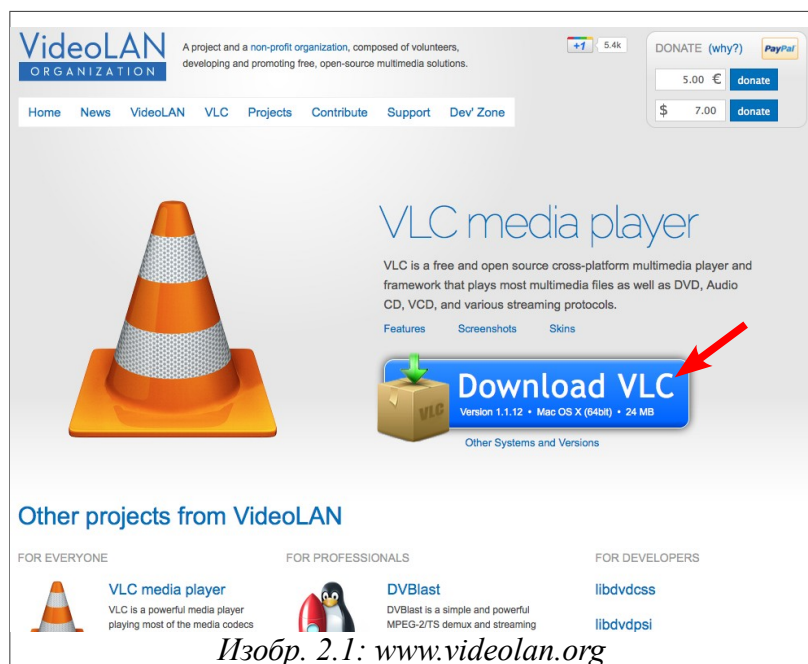 VideoLAN
ORGANIZATION
A project and a non-profit organization, composed of volunteers,
developing and promoting free, open-source multimedia solutions.
+1 5.4k
DONATE (why?) PayPal
5.00 € donate
$ 7.00 donate
Home News VideoLAN VLC Projects Contribute Support Dev' Zone
VLC media player
VLC is a free and open source cross-platform multimedia player and
framework that plays most multimedia files as well as DVD, Audio
CD, VCD, and various streaming protocols.
Features Screenshots Skins
VLC
Download VLC
Version 1.1.12 • Mac OS X (64bit) • 24 MB
Other Systems and Versions
Other projects from VideoLAN
FOR EVERYONE
VLC media player
VLC is a powerful media player
playing most of the media codecs
FOR PROFESSIONALS
DVBlast
DVBlast is a simple and powerful
MPEG-2/TS demux and streaming
FOR DEVELOPERS
libdvdcss
libdvdpsi
Изобр. 2.1: www.videolan.org